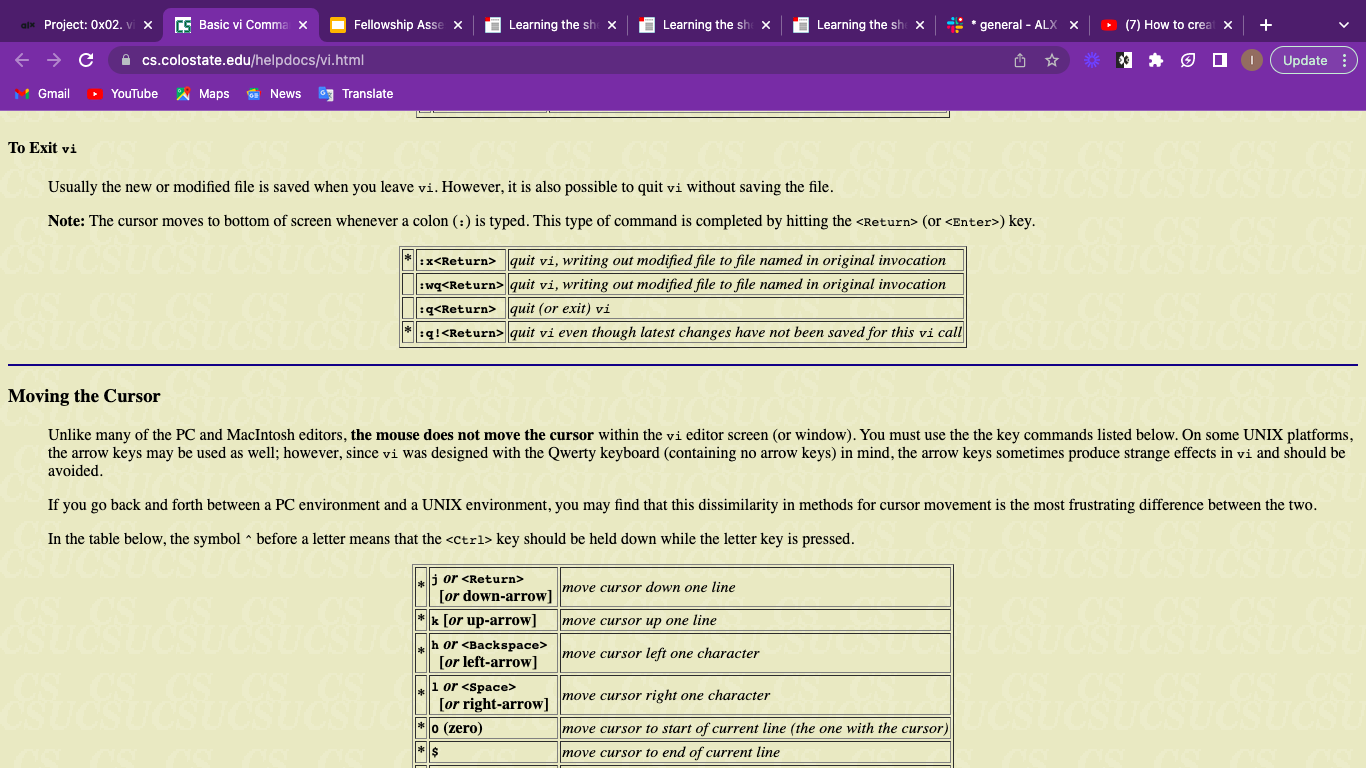 Project: 0x02. v
Basic vi Comma
Fellowship Asse
Learning the sh
Learning the sh
Learning the sh
* general - ALX
(7) How to crea
cs.colostate.edu/helpdocs/vi.html
I
Update
Gmail
YouTube
Maps
News
Translate
To Exit vi
Usually the new or modified file is saved when you leave vi. However, it is also possible to quit vi without saving the file.
Note: The cursor moves to bottom of screen whenever a colon (:) is typed. This type of command is completed by hitting the <Return> (or <Enter>) key.
* :x<Return> quit vi, writing out modified file to file named in original invocation
:wq<Return> quit vi, writing out modified file to file named in original invocation
:q<Return> quit (or exit) vi
* :q!<Return> quit vi even though latest changes have not been saved for this vi call
Moving the Cursor
Unlike many of the PC and MacIntosh editors, the mouse does not move the cursor within the vi editor screen (or window). You must use the the key commands listed below. On some UNIX platforms,
the arrow keys may be used as well; however, since vi was designed with the Qwerty keyboard (containing no arrow keys) in mind, the arrow keys sometimes produce strange effects in vi and should be
avoided.
If you go back and forth between a PC environment and a UNIX environment, you may find that this dissimilarity in methods for cursor movement is the most frustrating difference between the two.
In the table below, the symbol ^ before a letter means that the <Ctrl> key should be held down while the letter key is pressed.
* j or <Return>
[or down-arrow] move cursor down one line
* k [or up-arrow] move cursor up one line
* h or <Backspace>
[or left-arrow] move cursor left one character
* l or <Space>
[or right-arrow] move cursor right one character
* 0 (zero) move cursor to start of current line (the one with the cursor)
* $ move cursor to end of current line